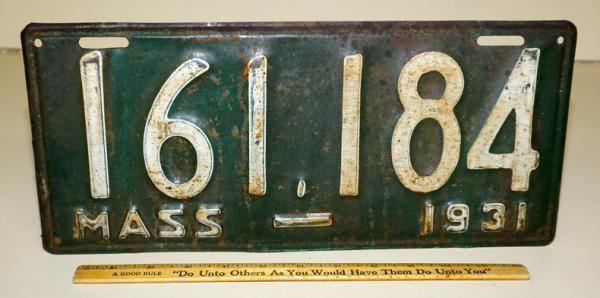 161,184
MASS — 1931
A GOOD RULE "Do Unto Others As You Would Have Them Do Unto You"